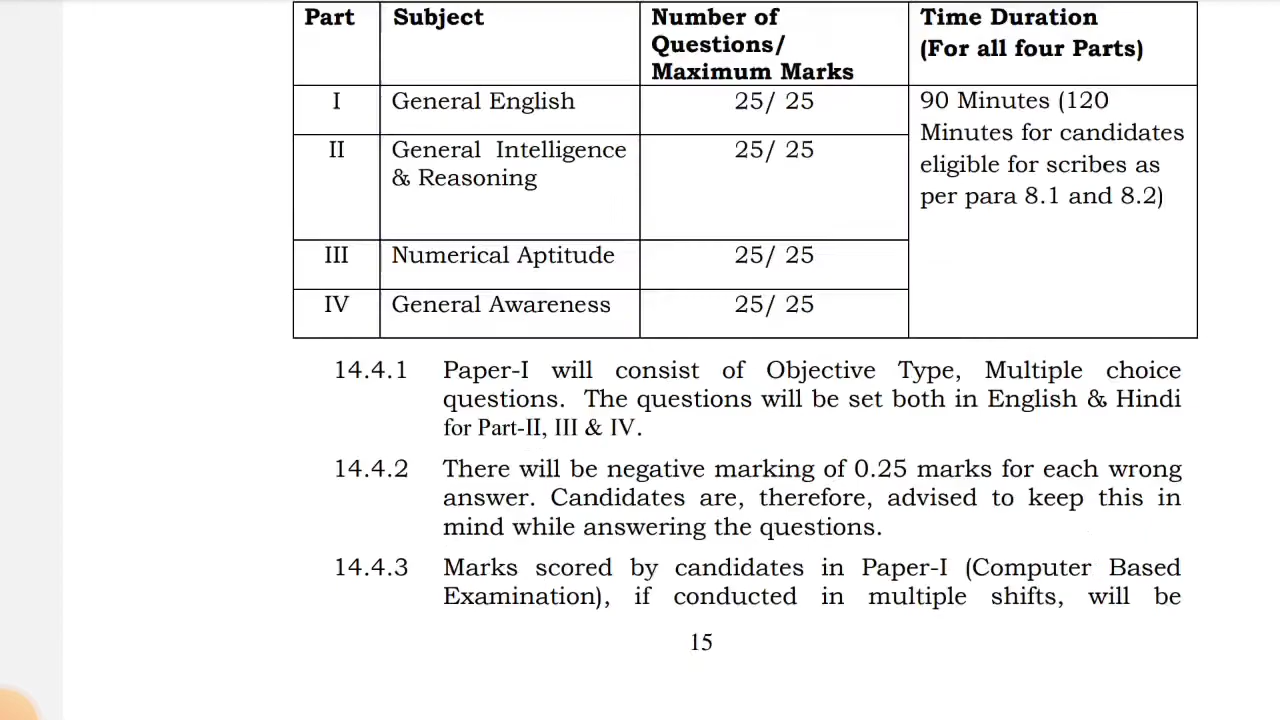 Part Subject Number of Questions/ Maximum Marks Time Duration (For all four Parts)
I General English 25/ 25 90 Minutes (120 Minutes for candidates eligible for scribes as per para 8.1 and 8.2)
II General Intelligence & Reasoning 25/ 25
III Numerical Aptitude 25/ 25
IV General Awareness 25/ 25
14.4.1 Paper-I will consist of Objective Type, Multiple choice
questions. The questions will be set both in English & Hindi
for Part-II, III & IV.
14.4.2 There will be negative marking of 0.25 marks for each wrong
answer. Candidates are, therefore, advised to keep this in
mind while answering the questions.
14.4.3 Marks scored by candidates in Paper-I (Computer Based
Examination), if conducted in multiple shifts, will be
15